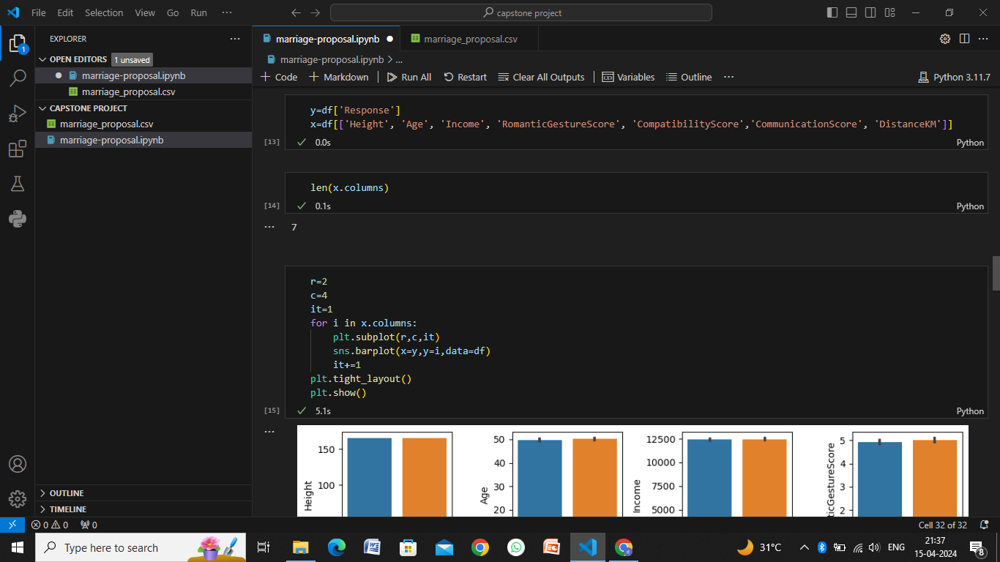 File Edit Selection View Go Run ··· capstone project
EXPLORER ···
OPEN EDITORS 1 unsaved
marriage-proposal.ipynb
marriage_proposal.csv
CAPSTONE PROJECT
marriage_proposal.csv
marriage-proposal.ipynb
OUTLINE
TIMELINE
marriage-proposal.ipynb marriage_proposal.csv ···
marriage-proposal.ipynb > ...
+ Code + Markdown Run All Restart Clear All Outputs Variables Outline ··· Python 3.11.7
y=df['Response']
x=df[['Height', 'Age', 'Income', 'RomanticGestureScore', 'CompatibilityScore','CommunicationScore', 'DistanceKM']]
[13] 0.0s Python
len(x.columns)
[14] 0.1s Python
··· 7
r=2
c=4
it=1
for i in x.columns:
plt.subplot(r,c,it)
sns.barplot(x=y,y=i,data=df)
it+=1
plt.tight_layout()
plt.show()
[15] 5.1s Python
···
150
100
Height
50
40
30
20
Age
12500
10000
7500
5000
Income
5
4
3
2
ticGestureScore
1
0 0 0 Cell 32 of 32
Type here to search 31°C ENG 21:37
15-04-2024
8